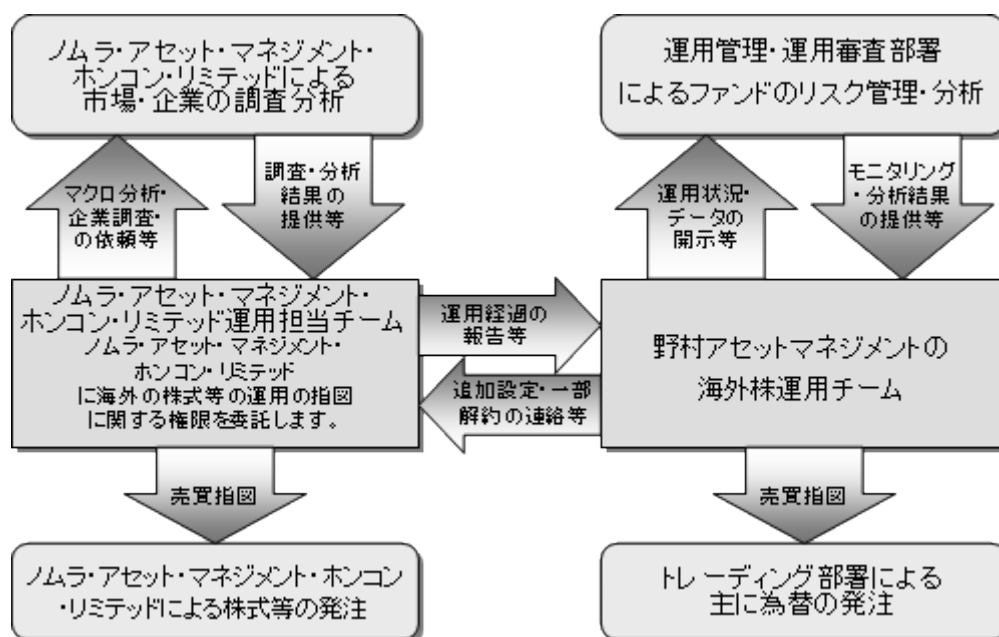 ノムラ・アセット・マネジメント・
ホンコン・リミテッドによる
市場・企業の調査分析
運用管理・運用審査部署
によるファンドのリスク管理・分析
マクロ分析・
企業調査・
の依頼等
調査・分析
結果の
提供等
運用状況・
データの
開示等
モニタリング
・分析結果
の提供等
ノムラ・アセット・マネジメント・
ホンコン・リミテッド運用担当チーム
ノムラ・アセット・マネジメント・
ホンコン・リミテッド
に海外の株式等の運用の指図
に関する権限を委託します。
運用経過の
報告等
追加設定・一部
解約の連絡等
野村アセットマネジメントの
海外株運用チーム
売買指図
売買指図
ノムラ・アセット・マネジメント・ホンコン
・リミテッドによる株式等の発注
トレーディング部署による
主に為替の発注